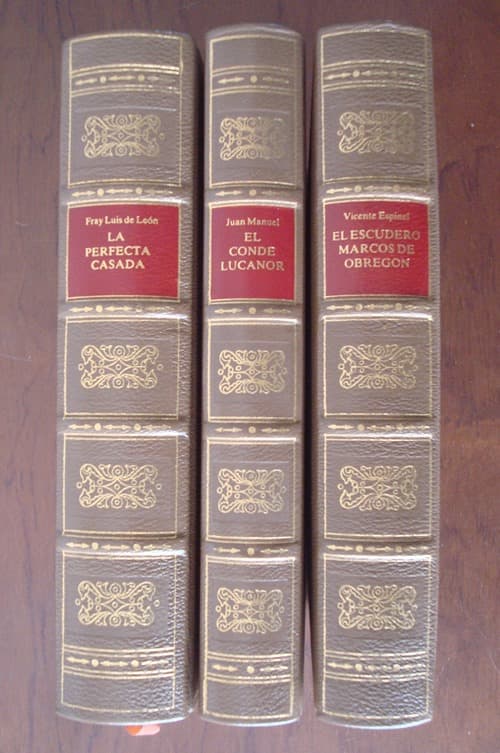 Fray Luis de León
LA
PERFECTA
CASADA
Juan Manuel
EL
CONDE
LUCANOR
Vicente Espinel
EL ESCUDERO
MARCOS DE
OBREGON